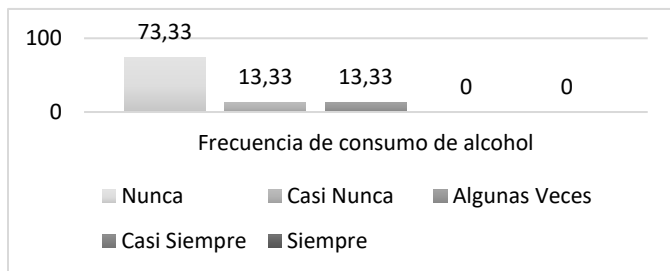 100
73,33
13,33
13,33
0
0
0
Frecuencia de consumo de alcohol
Nunca
Casi Nunca
Algunas Veces
Casi Siempre
Siempre